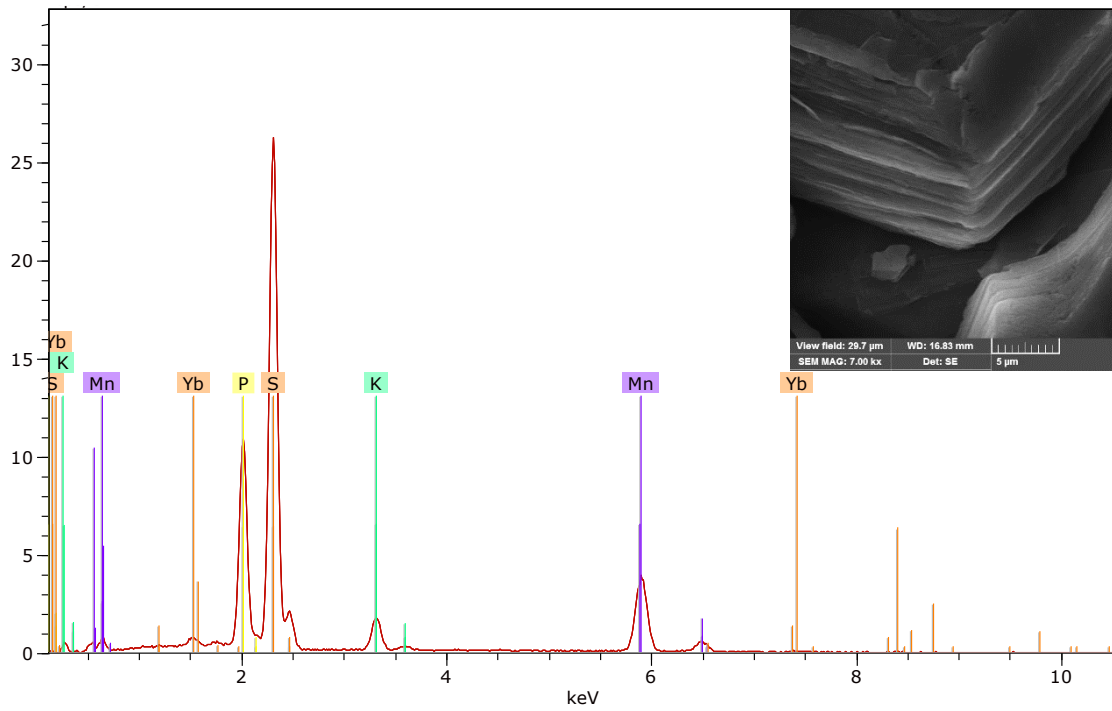 30
25
20
15
10
5
0
Yb
K
S
Mn
Yb
P
S
K
Mn
Yb
2
4
6
8
10
keV
View field: 29.7 µm
WD: 16.83 mm
SEM MAG: 7.00 kx
Det: SE
5 µm